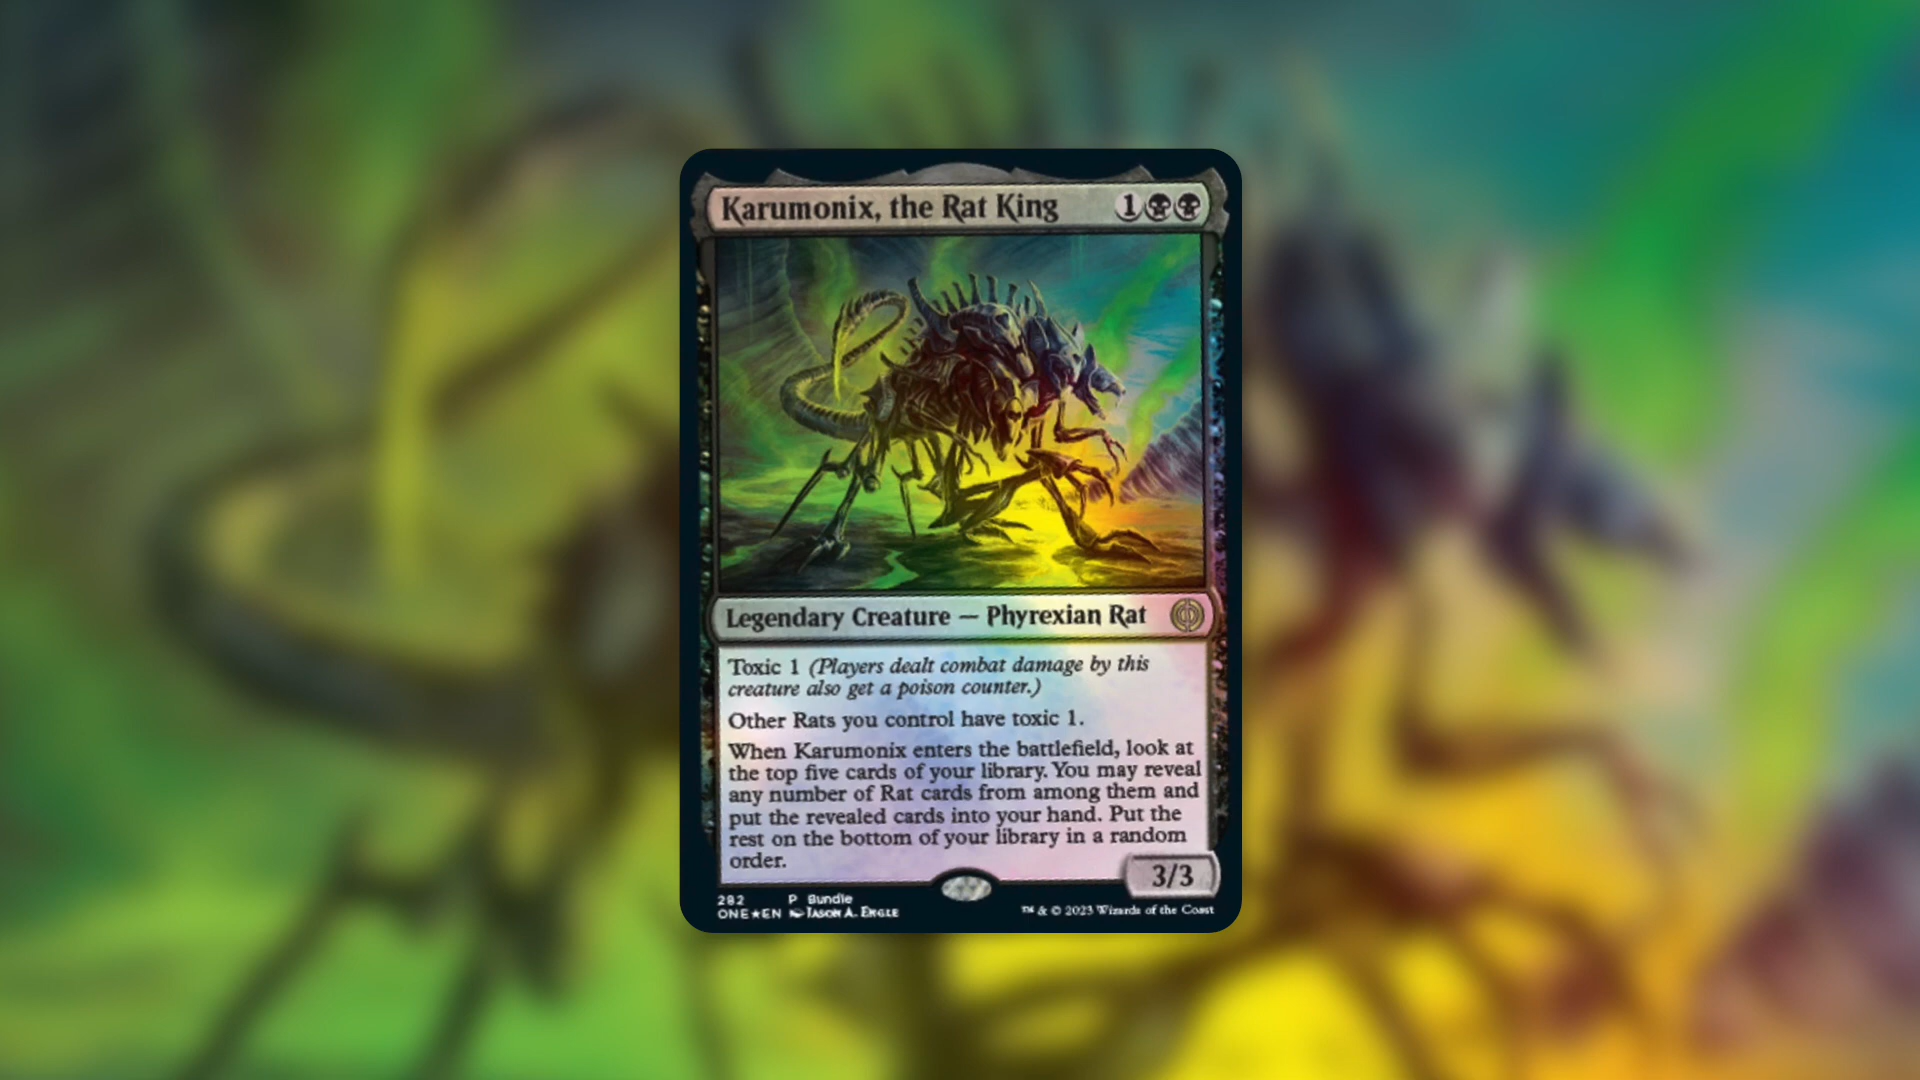 Karumonix, the Rat King 1
Legendary Creature — Phyrexian Rat
Toxic 1 (Players dealt combat damage by this
creature also get a poison counter.)
Other Rats you control have toxic 1.
When Karumonix enters the battlefield, look at
the top five cards of your library. You may reveal
any number of Rat cards from among them and
put the revealed cards into your hand. Put the
rest on the bottom of your library in a random
order.
3/3
292 P Bundle
ONE★EN Jason A. Engle
™ & © 2023 Wizards of the Coast